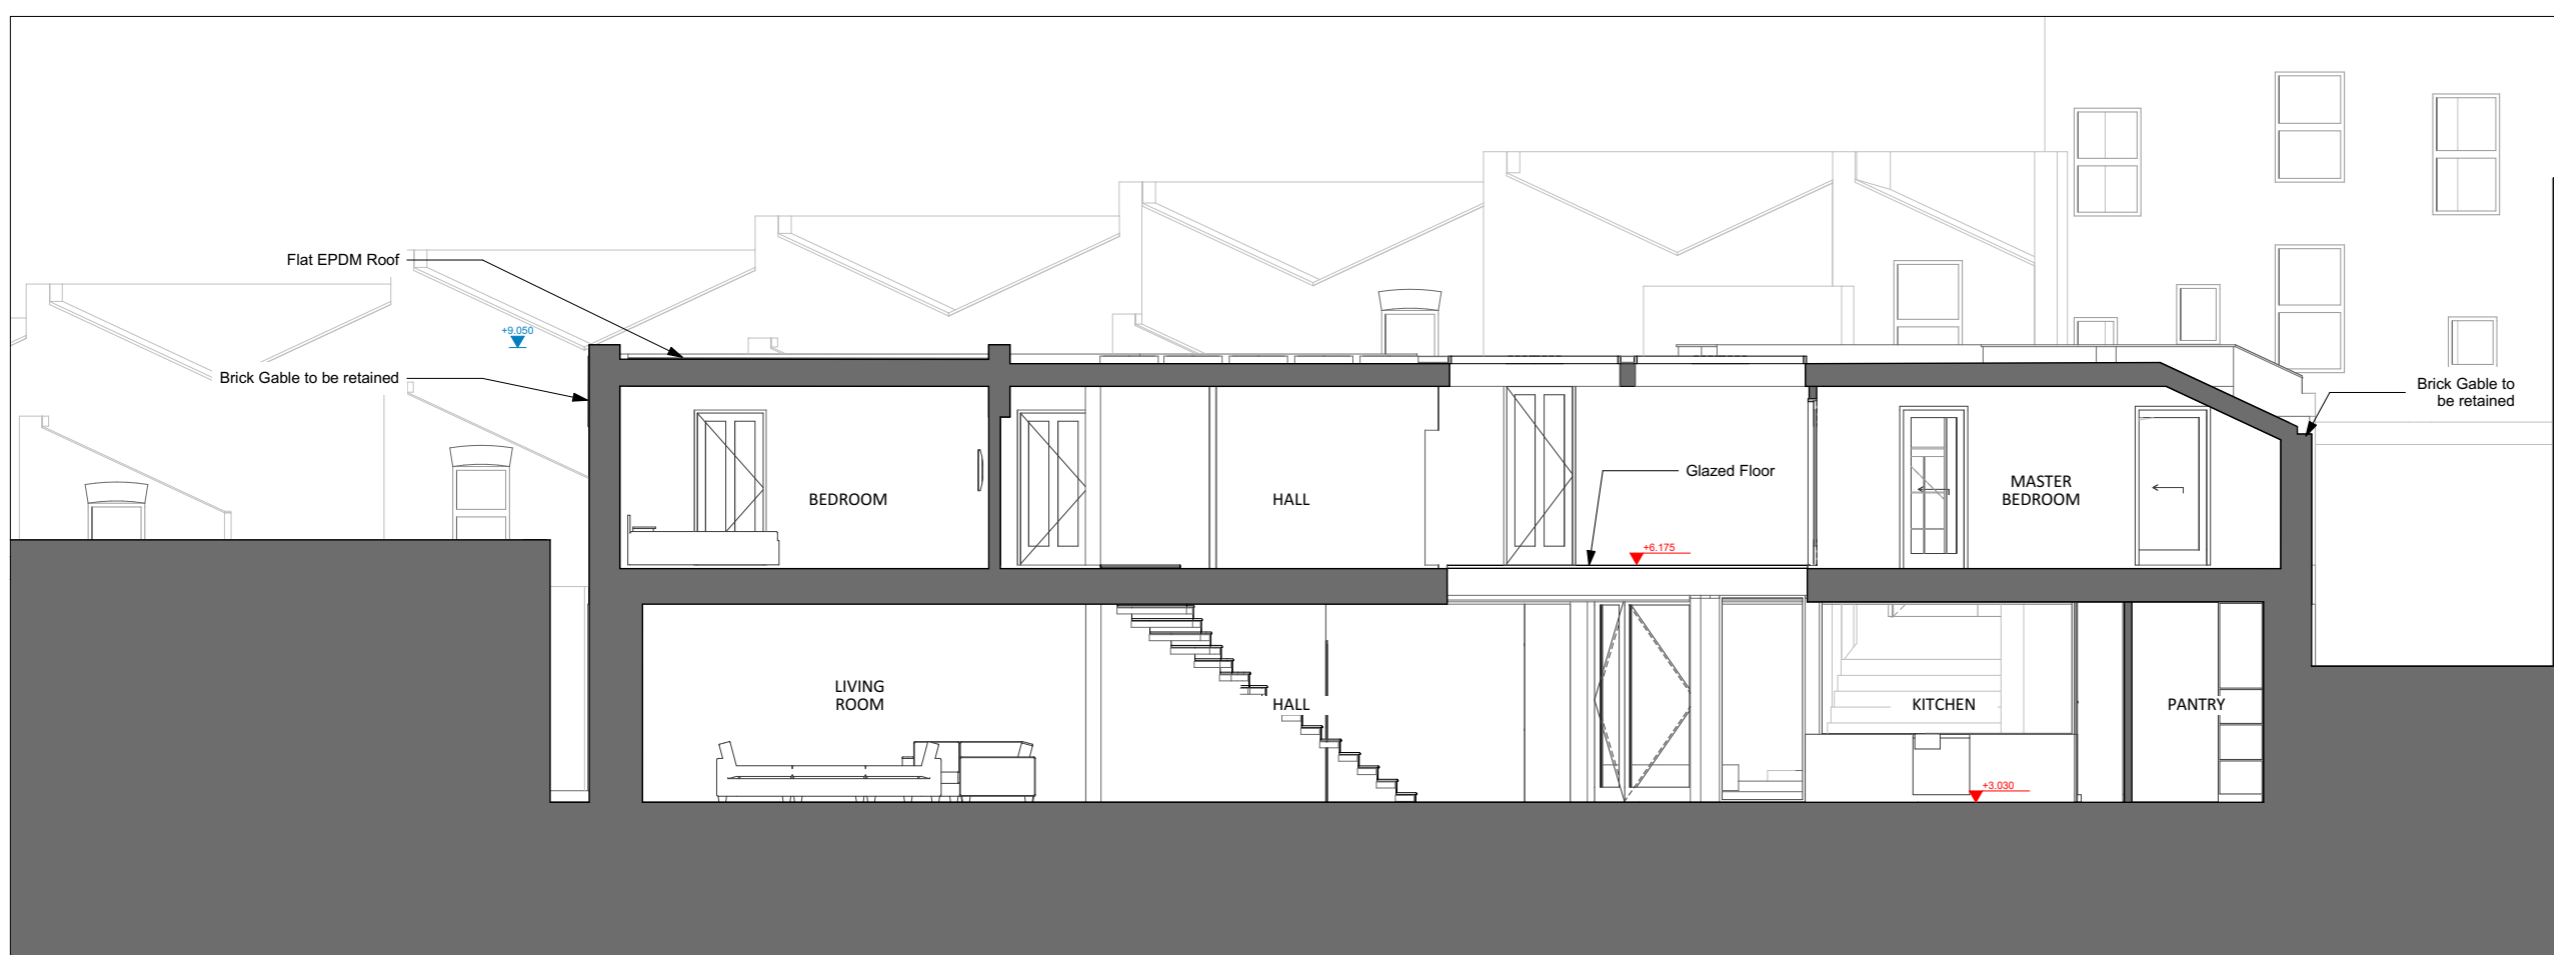 Flat EPDM Roof
+9.050
Brick Gable to be retained
Brick Gable to
be retained
Glazed Floor
BEDROOM
HALL
MASTER
BEDROOM
+6.175
LIVING
ROOM
HALL
KITCHEN
PANTRY
+3.030